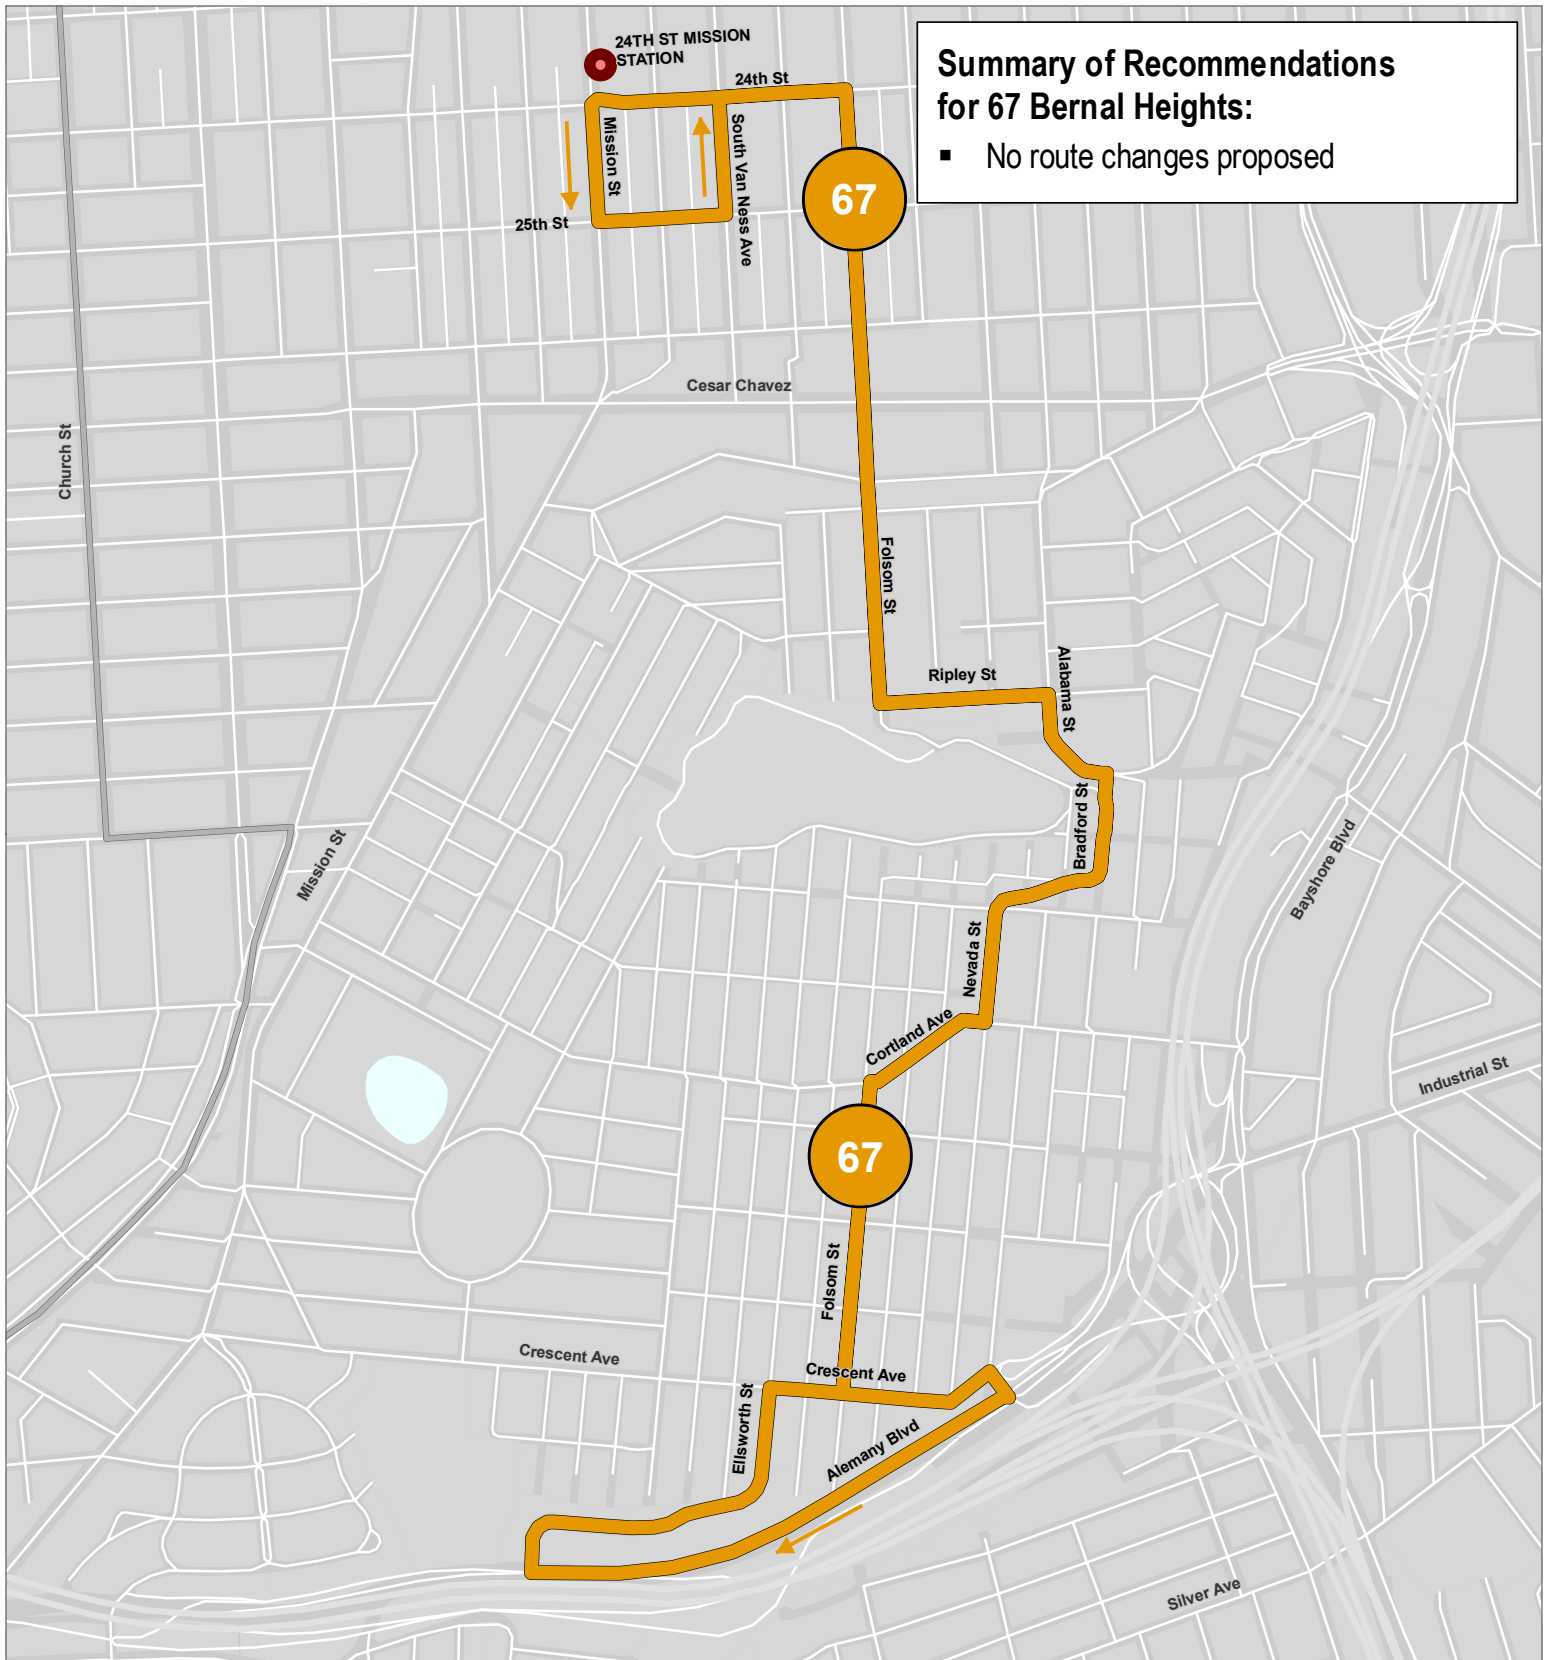 24TH ST MISSION
STATION
Summary of Recommendations
for 67 Bernal Heights:
▪ No route changes proposed
24th St
Mission St
South Van Ness Ave
67
25th St
Cesar Chavez
Church St
Folsom St
Ripley St
Alabama St
Bradford St
Mission St
Bayshore Blvd
Nevada St
Cortland Ave
Industrial St
67
Folsom St
Crescent Ave
Crescent Ave
Ellsworth St
Alemany Blvd
Silver Ave